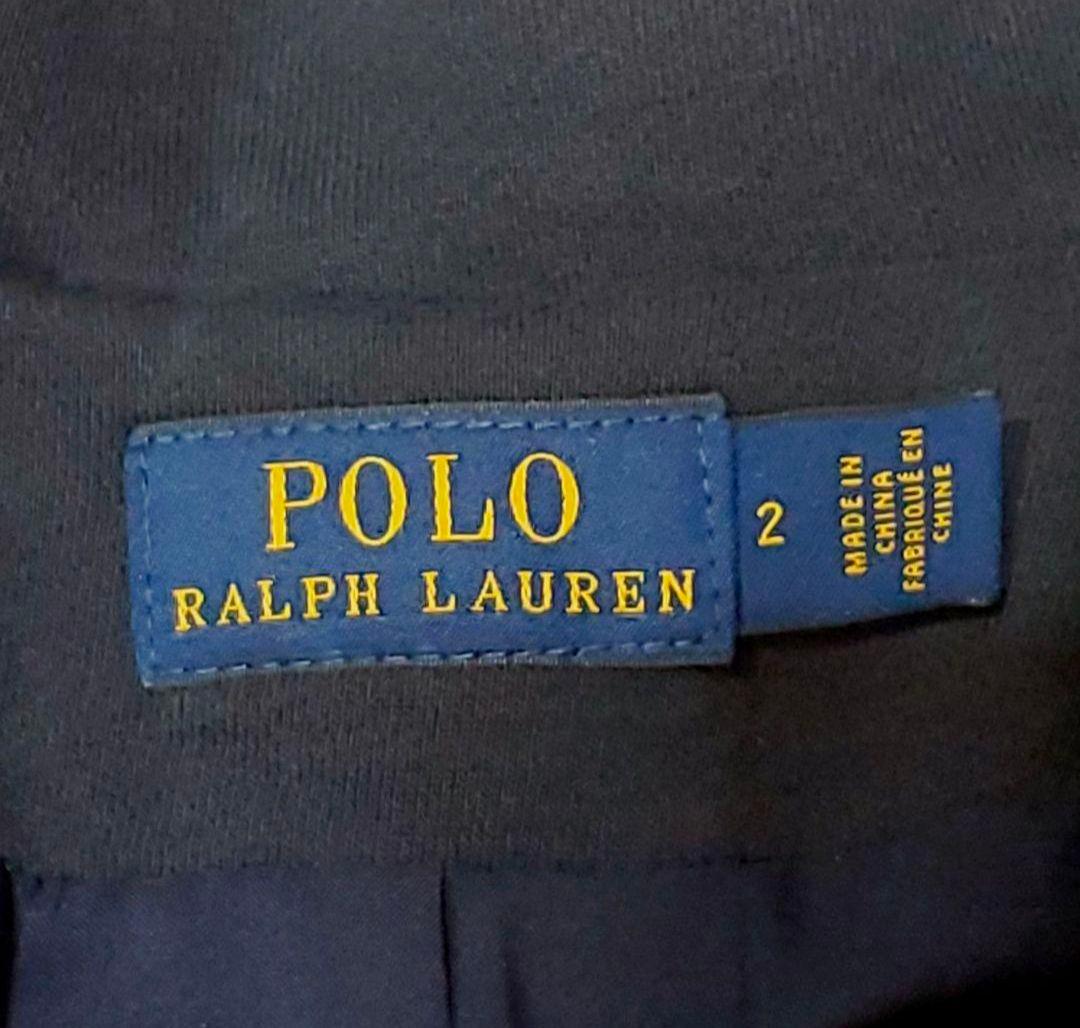 POLO
RALPH LAUREN
2
MADE IN
CHINA
FABRIQUÉ EN
CHINE